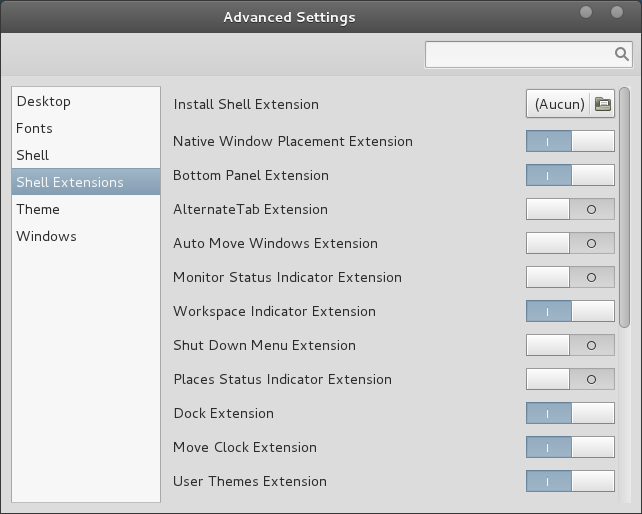 Advanced Settings
Desktop
Fonts
Shell
Shell Extensions
Theme
Windows
Install Shell Extension (Aucun)
Native Window Placement Extension
Bottom Panel Extension
AlternateTab Extension
Auto Move Windows Extension
Monitor Status Indicator Extension
Workspace Indicator Extension
Shut Down Menu Extension
Places Status Indicator Extension
Dock Extension
Move Clock Extension
User Themes Extension